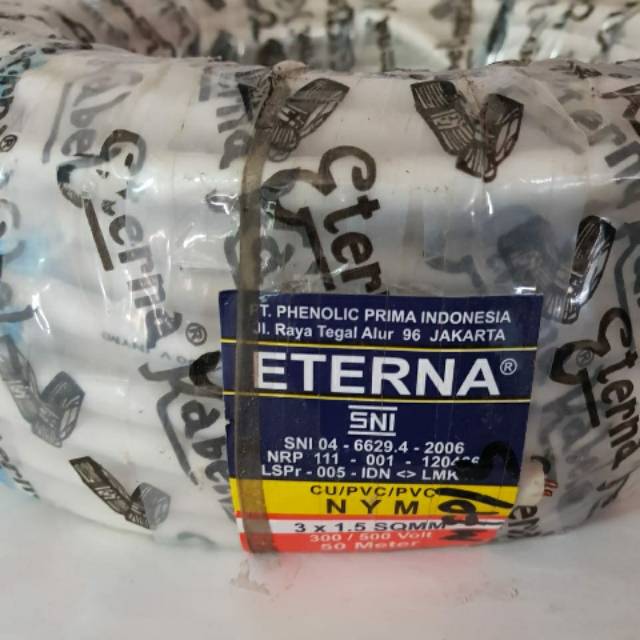 Eterna®
Kabel
Eterna
PT. PHENOLIC PRIMA INDONESIA
Jl. Raya Tegal Alur 96 JAKARTA
ETERNA®
SNI
SNI 04 - 6629.4 - 2006
NRP 111 - 001 -
LSPr - 005 - IDN <> LMK
CU/PVC/PVC
NYM
3 x 1.5 SQMM
300 / 500 Volt
50 Meter
Eterna